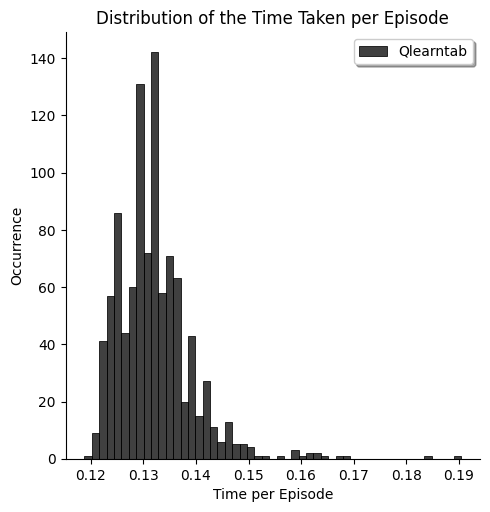 Distribution of the Time Taken per Episode
Qlearntab
140
120
100
80
60
40
20
0
Occurrence
0.12 0.13 0.14 0.15 0.16 0.17 0.18 0.19
Time per Episode